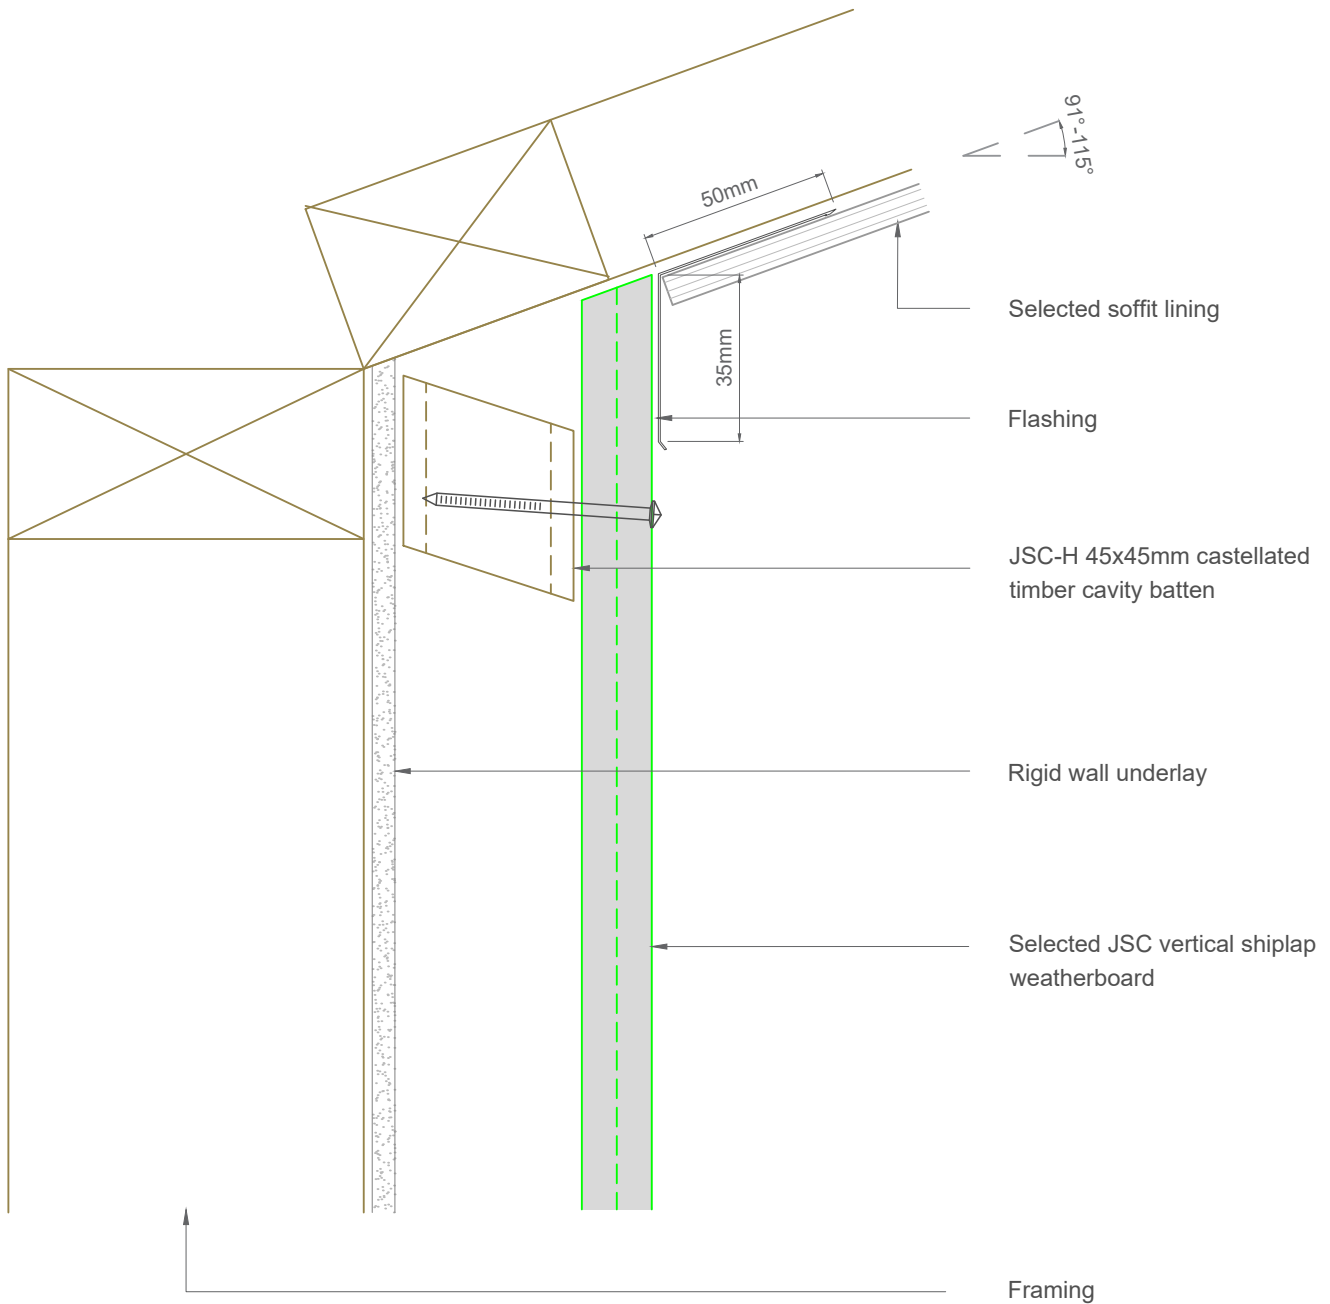 91°-115°
50mm
Selected soffit lining
35mm
Flashing
JSC-H 45x45mm castellated
timber cavity batten
Rigid wall underlay
Selected JSC vertical shiplap
weatherboard
Framing